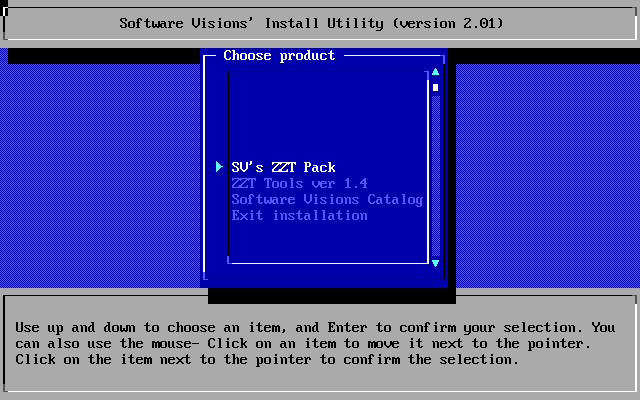 Software Visions' Install Utility (version 2.01)
Choose product
SV's ZZT Pack
ZZT Tools ver 1.4
Software Visions Catalog
Exit installation
Use up and down to choose an item, and Enter to confirm your selection. You
can also use the mouse- Click on an item to move it next to the pointer.
Click on the item next to the pointer to confirm the selection.